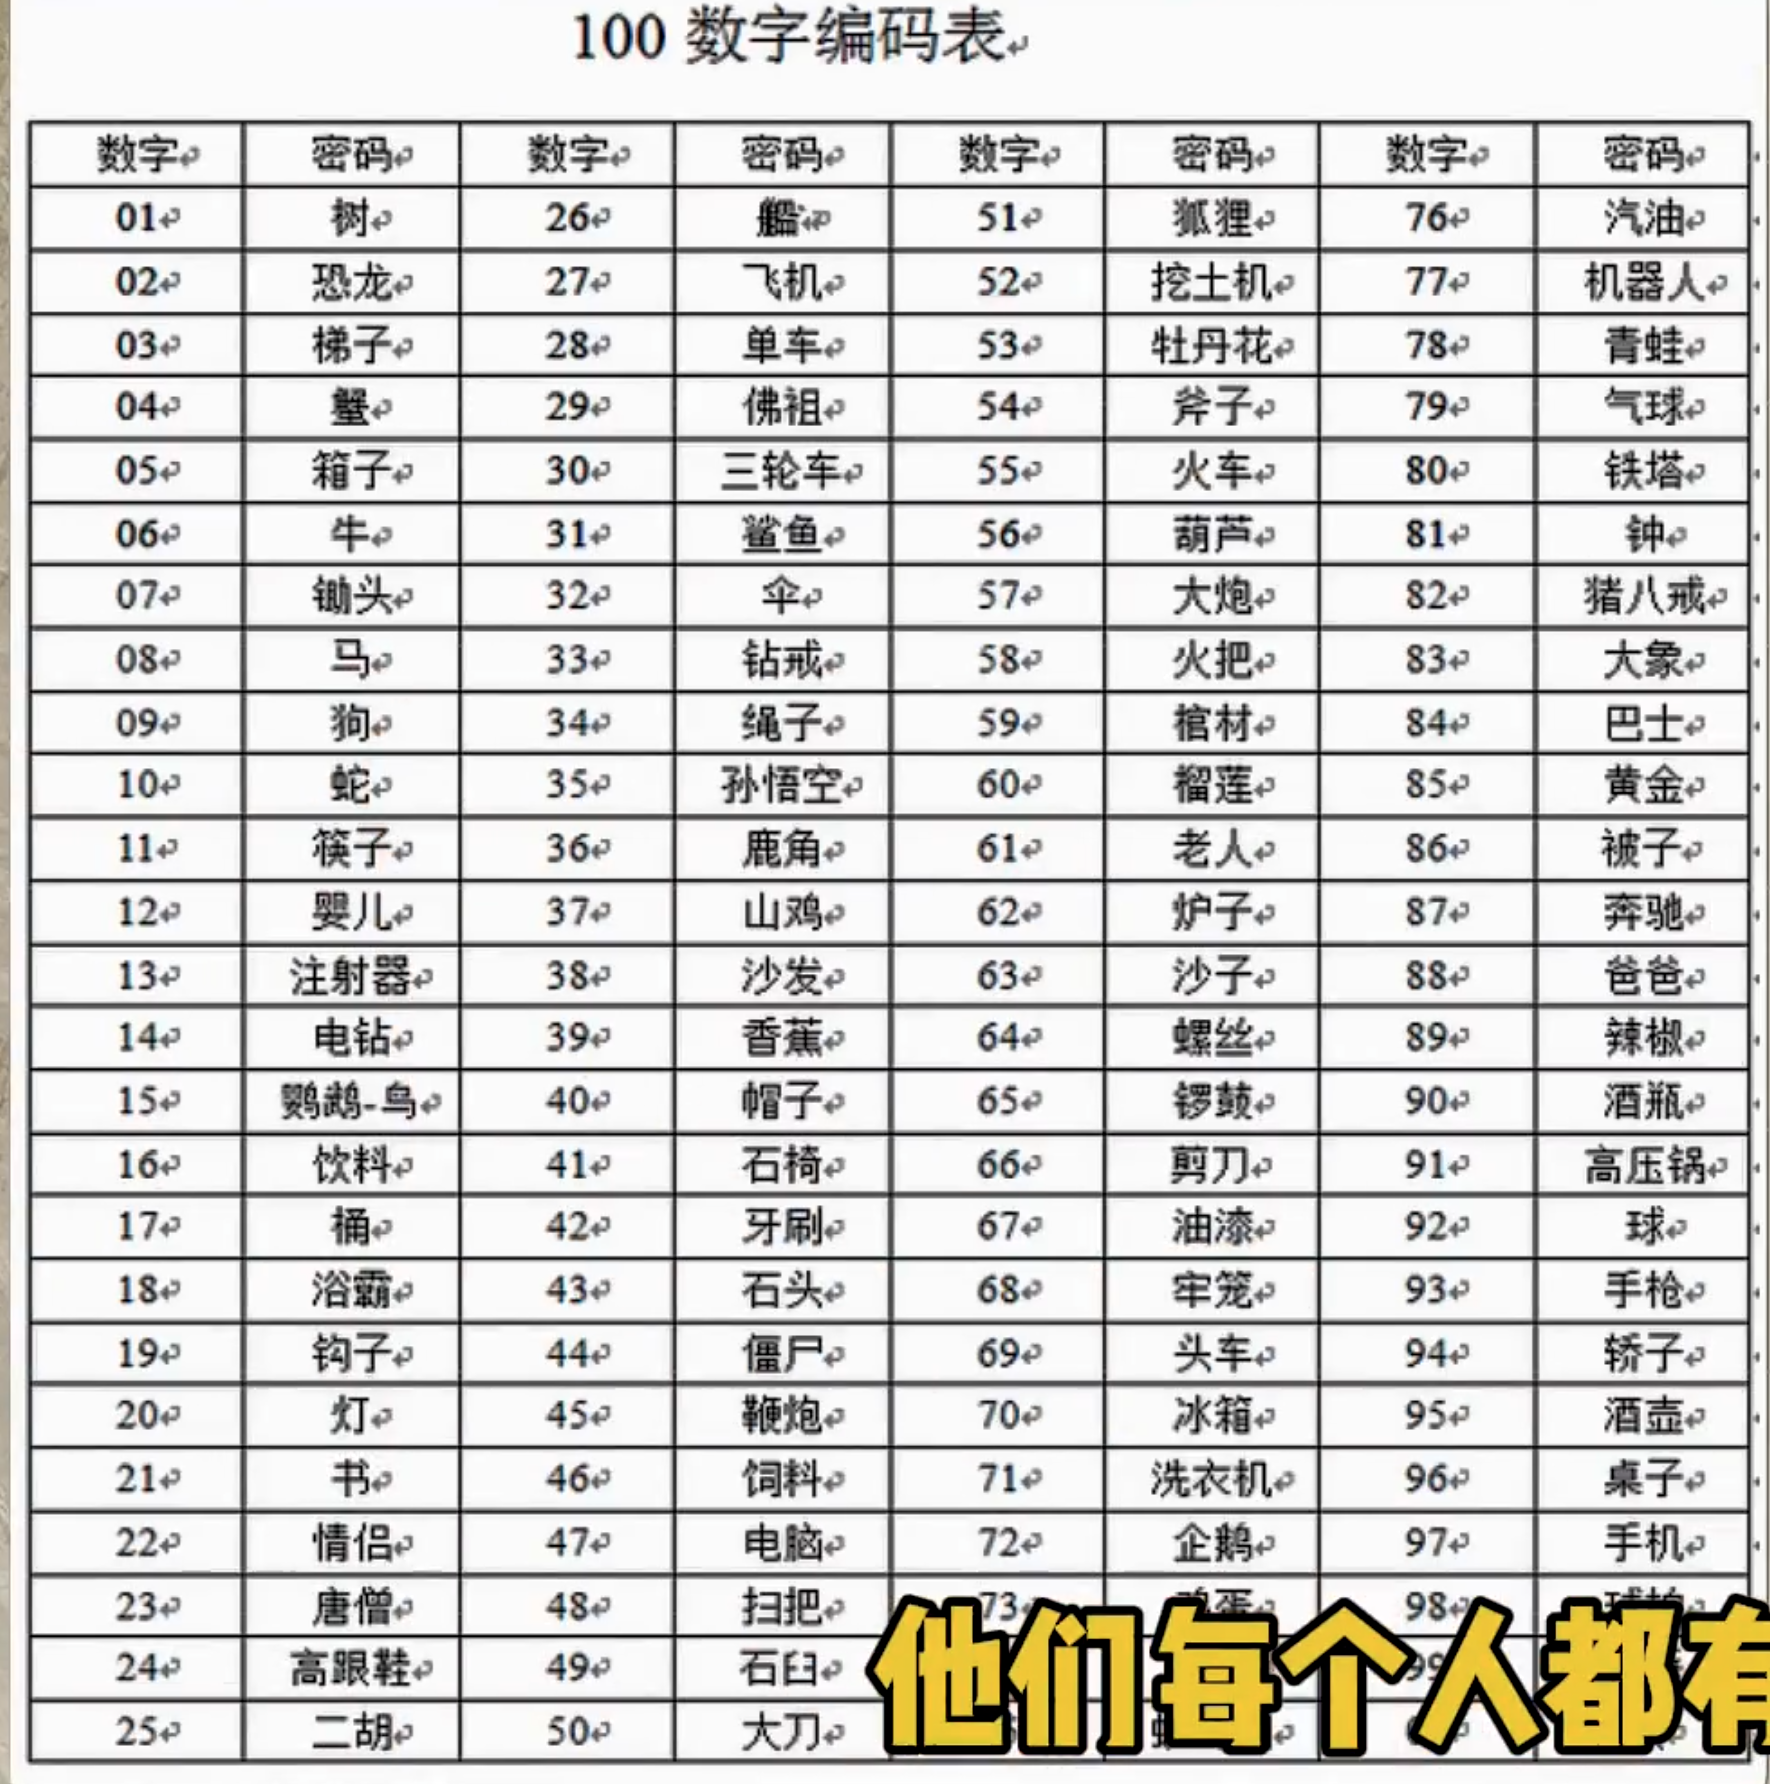 100 数字编码表
数字 密码 数字 密码 数字 密码 数字 密码
01 树 26 51 狐狸 76 汽油
02 恐龙 27 飞机 52 挖土机 77 机器人
03 梯子 28 单车 53 牡丹花 78 青蛙
04 蟹 29 佛祖 54 斧子 79 气球
05 箱子 30 三轮车 55 火车 80 铁塔
06 牛 31 鲨鱼 56 葫芦 81 钟
07 锄头 32 伞 57 大炮 82 猪八戒
08 马 33 钻戒 58 火把 83 大象
09 狗 34 绳子 59 棺材 84 巴士
10 蛇 35 孙悟空 60 榴莲 85 黄金
11 筷子 36 鹿角 61 老人 86 被子
12 婴儿 37 山鸡 62 炉子 87 奔驰
13 注射器 38 沙发 63 沙子 88 爸爸
14 电钻 39 香蕉 64 螺丝 89 辣椒
15 鹦鹉-鸟 40 帽子 65 锣鼓 90 酒瓶
16 饮料 41 石椅 66 剪刀 91 高压锅
17 桶 42 牙刷 67 油漆 92 球
18 浴霸 43 石头 68 牢笼 93 手枪
19 钩子 44 僵尸 69 头车 94 轿子
20 灯 45 鞭炮 70 冰箱 95 酒壶
21 书 46 饲料 71 洗衣机 96 桌子
22 情侣 47 电脑 72 企鹅 97 手机
23 唐僧 48 扫把 73 鸡蛋 98
24 高跟鞋 49 石臼 99
25 二胡 50 大刀
他们每个人都有